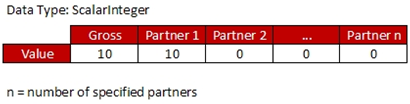 Data Type: ScalarInteger
Gross Partner 1 Partner 2 ... Partner n
Value 10 10 0 0 0
n = number of specified partners